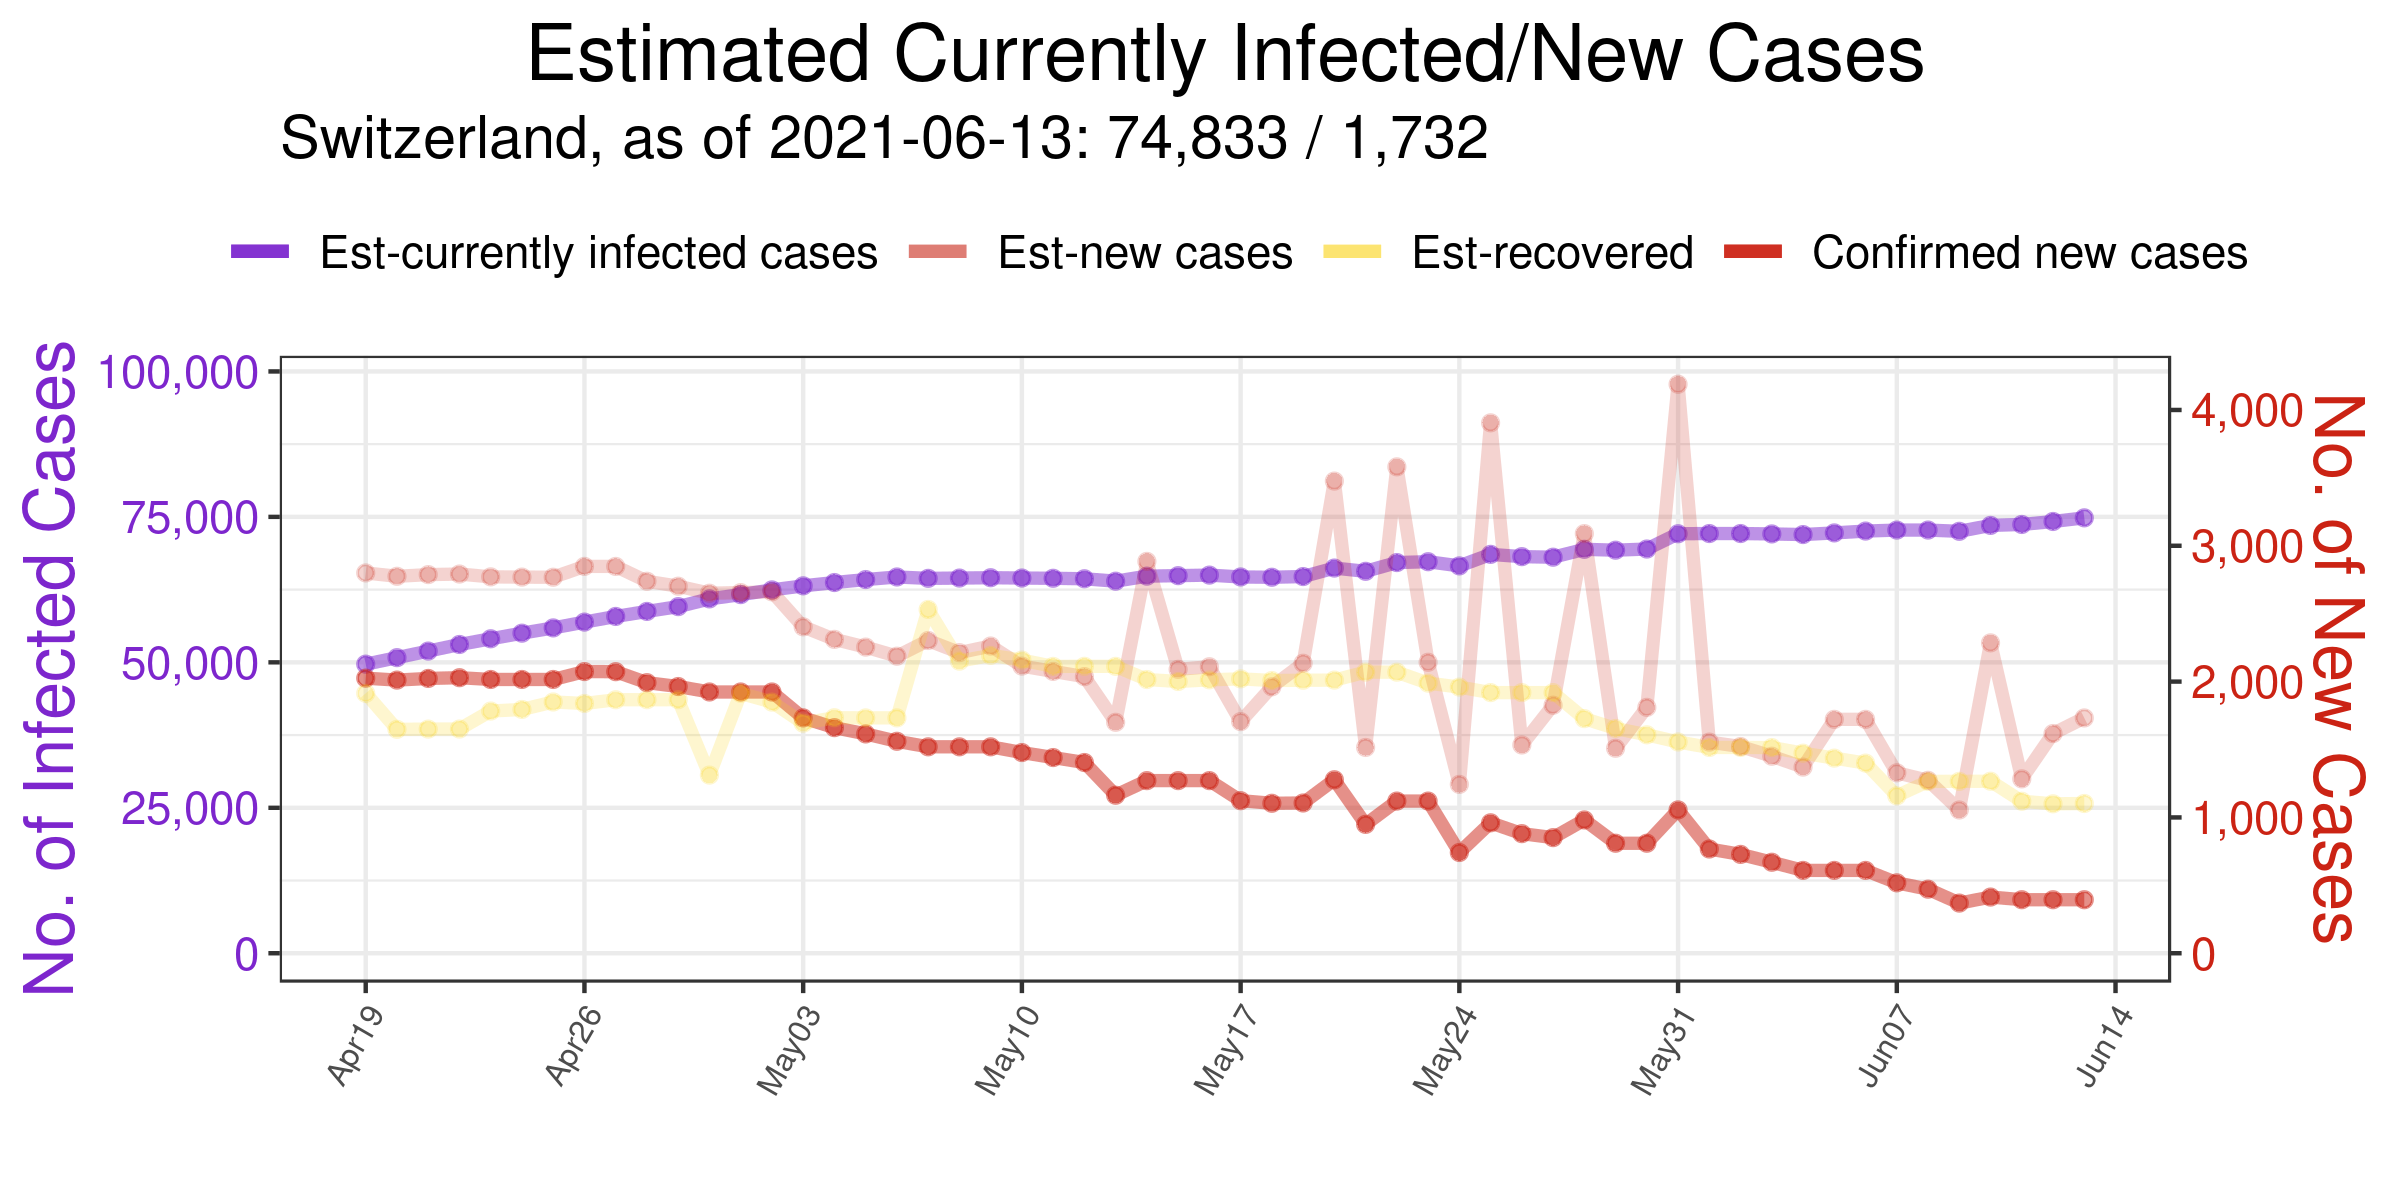 Estimated Currently Infected/New Cases
Switzerland, as of 2021-06-13: 74,833 / 1,732
Est-currently infected cases Est-new cases Est-recovered Confirmed new cases
No. of Infected Cases
100,000
75,000
50,000
25,000
0
4,000
3,000
2,000
1,000
0
No. of New Cases
Apr19 Apr26 May03 May10 May17 May24 May31 Jun07 Jun14